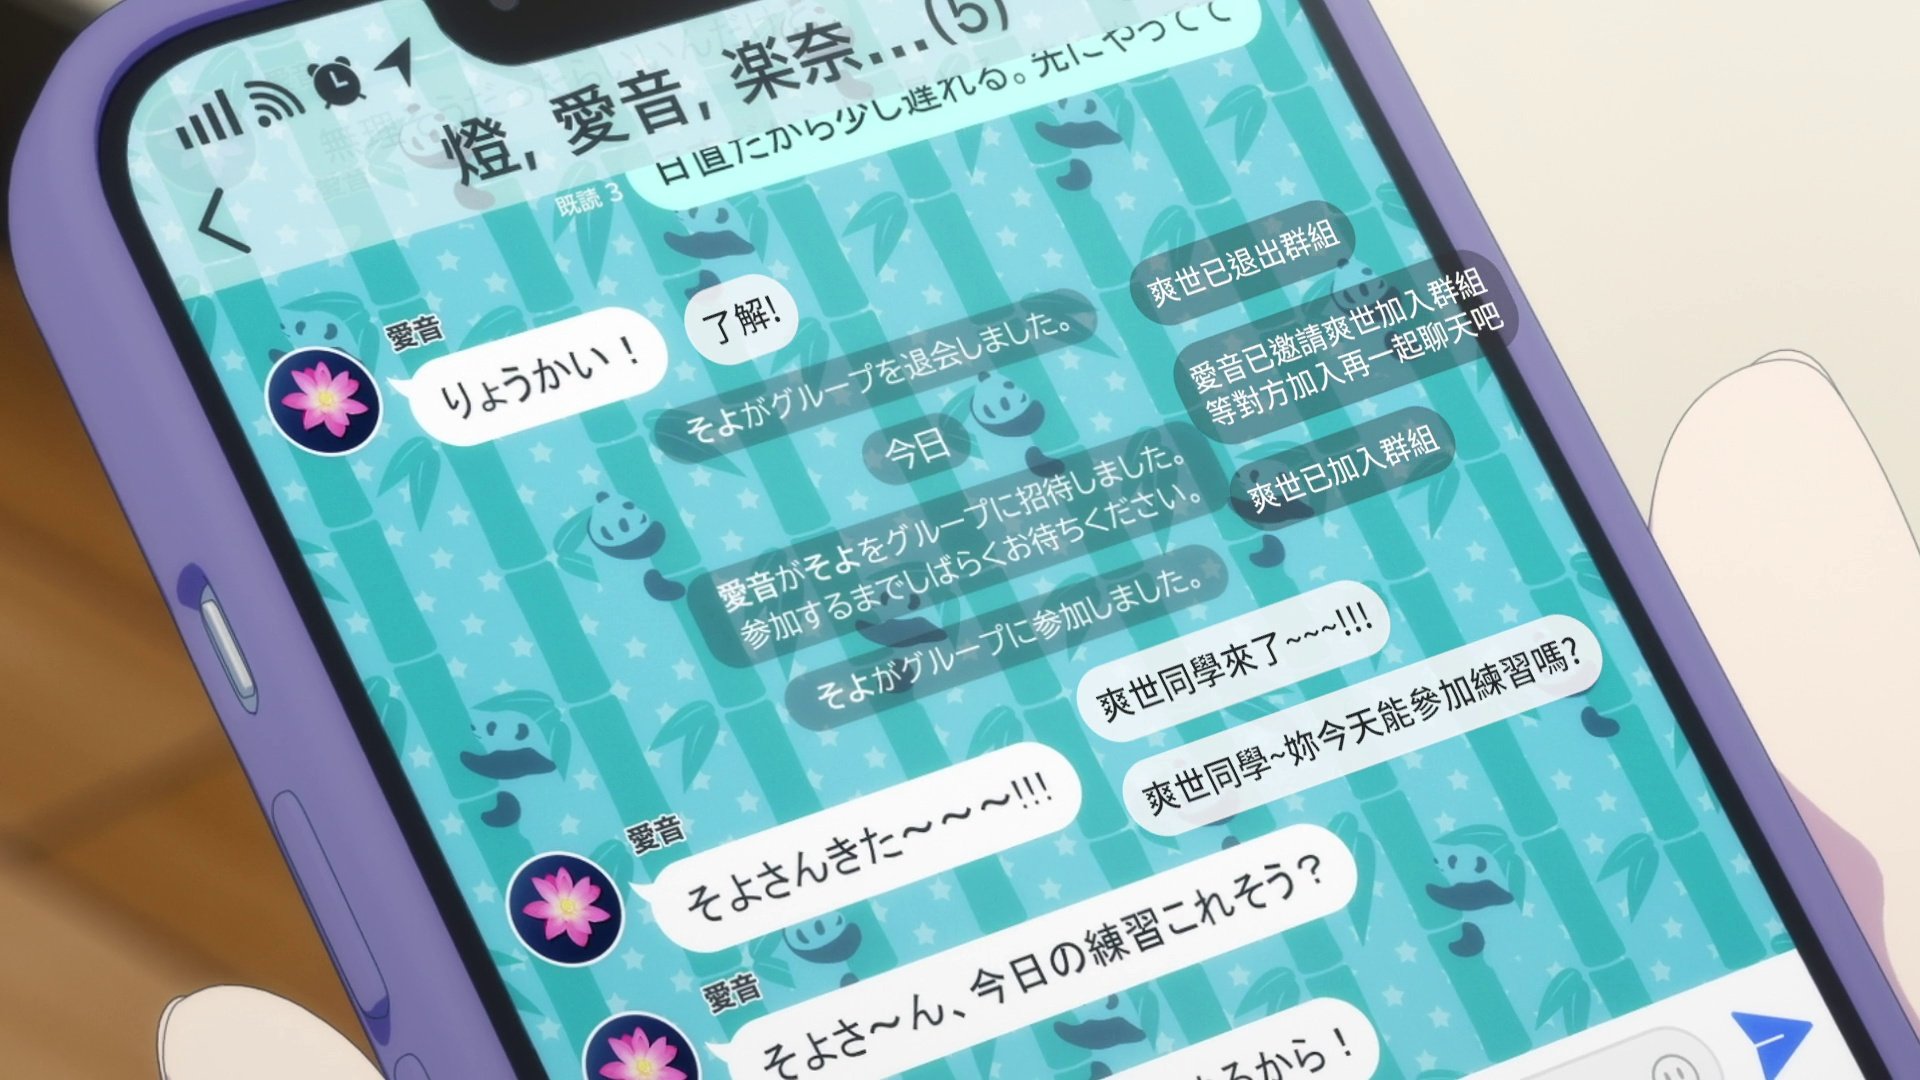 燈, 愛音, 楽奈...(5)
日直だから少し遅れる。先にやってて
既読 3
愛音
りょうかい！
了解!
そよがグループを退会しました。
爽世已退出群組
今日
愛音がそよをグループに招待しました。
参加するまでしばらくお待ちください。
愛音已邀請爽世加入群組
等對方加入再一起聊天吧
そよがグループに参加しました。
爽世已加入群組
愛音
そよさんきた～～～!!!
爽世同學來了~~~!!!
愛音
そよさ～ん、今日の練習これそう？
爽世同學~妳今天能參加練習嗎?
るから！